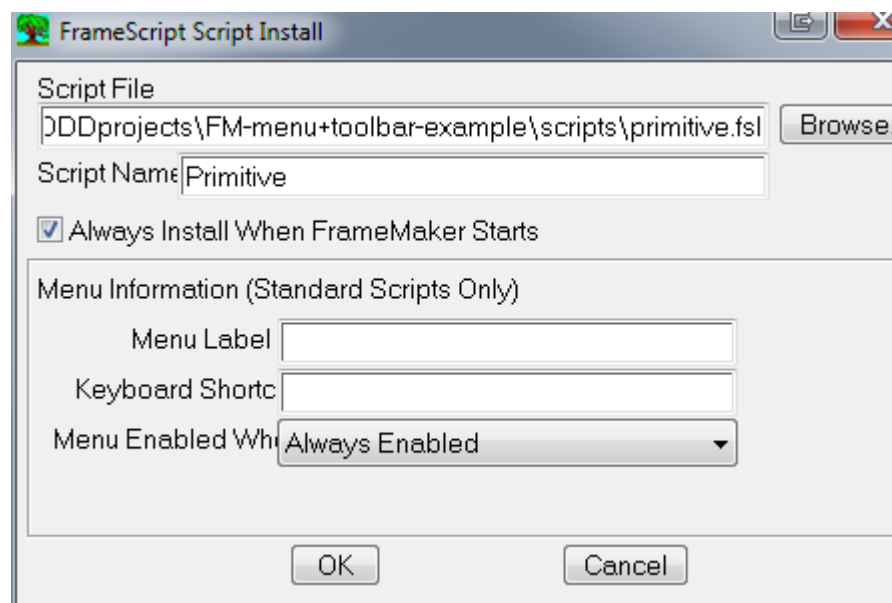 FrameScript Script Install
Script File
DDDprojects\FM-menu+toolbar-example\scripts\primitive.fsl
Browse.
Script Name
Primitive
Always Install When FrameMaker Starts
Menu Information (Standard Scripts Only)
Menu Label
Keyboard Shortc
Menu Enabled Whe
Always Enabled
OK
Cancel